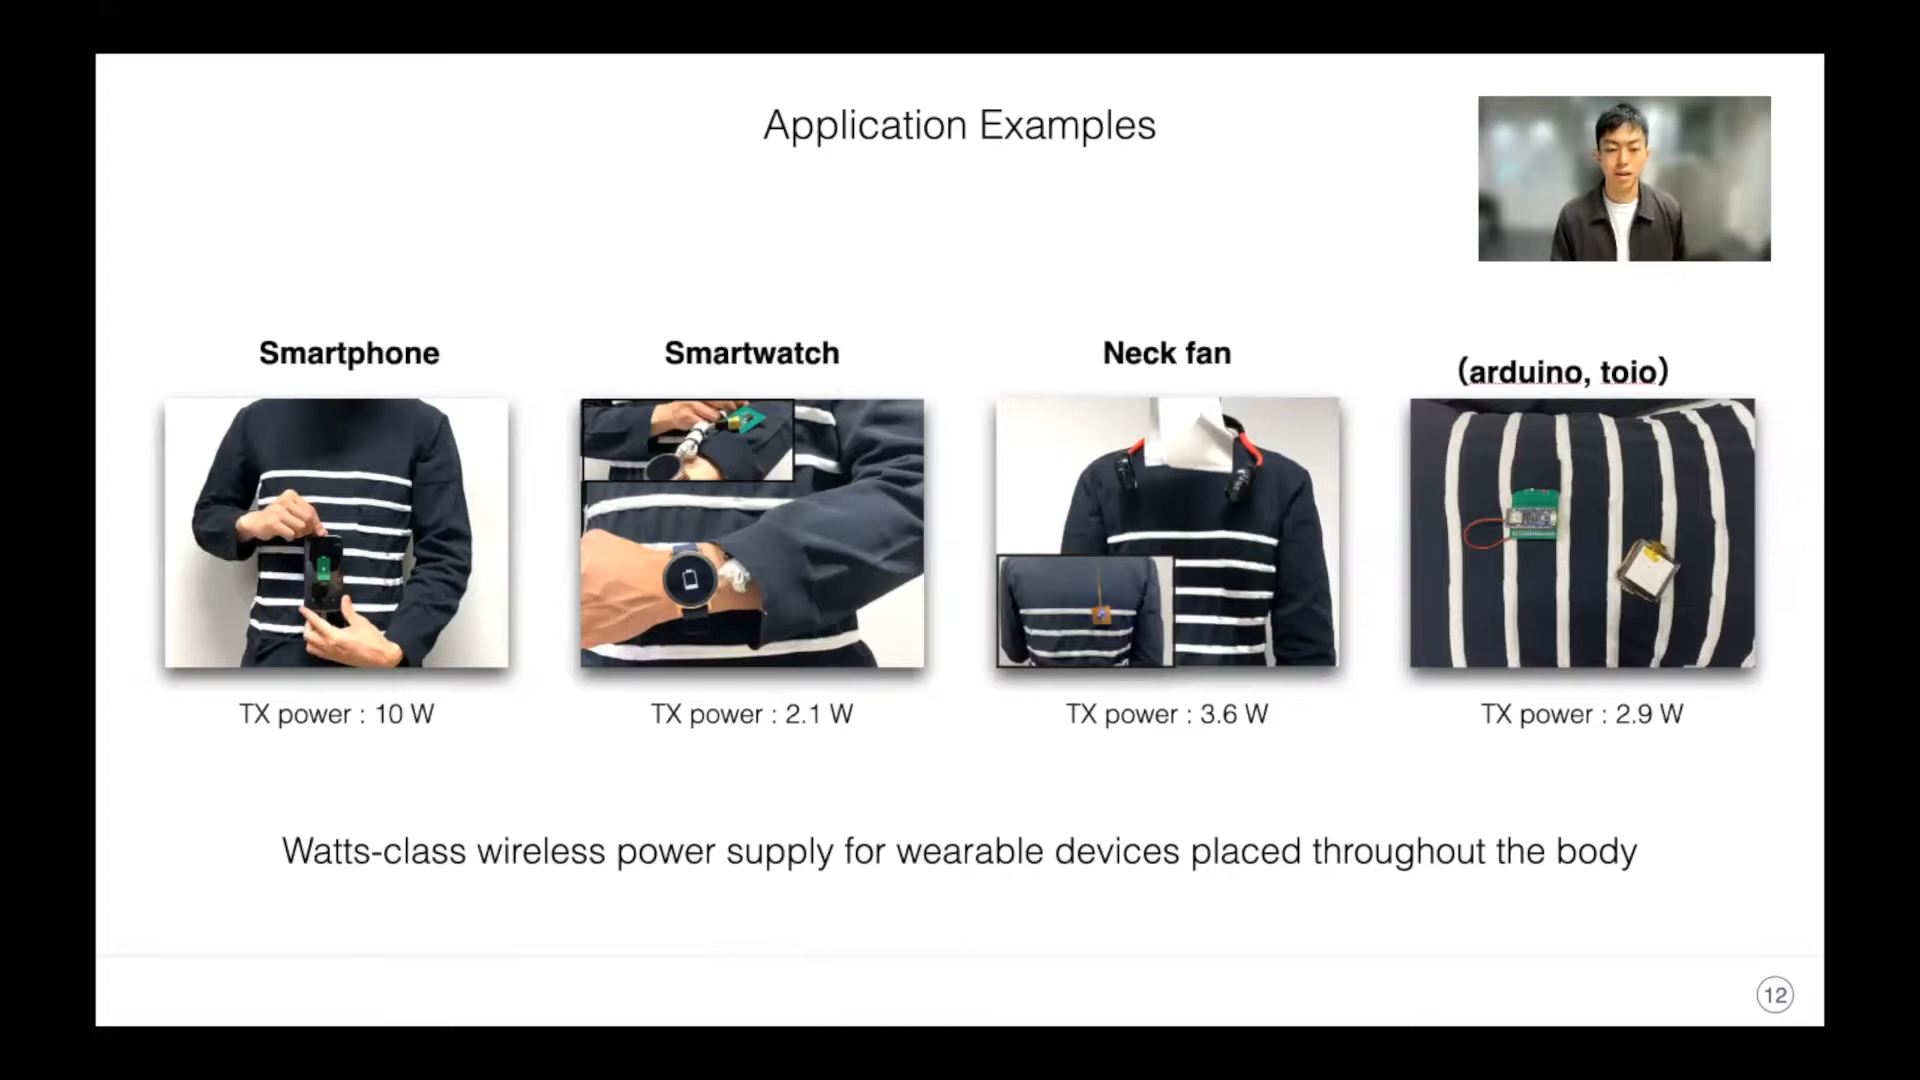 Application Examples
Smartphone
Smartwatch
Neck fan
(arduino, toio)
TX power : 10 W
TX power : 2.1 W
TX power : 3.6 W
TX power : 2.9 W
Watts-class wireless power supply for wearable devices placed throughout the body
12